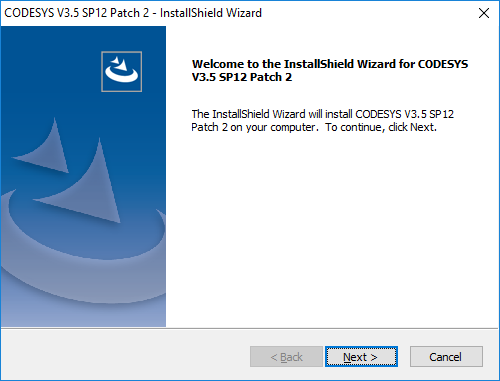 CODESYS V3.5 SP12 Patch 2 - InstallShield Wizard
Welcome to the InstallShield Wizard for CODESYS
V3.5 SP12 Patch 2
The InstallShield Wizard will install CODESYS V3.5 SP12
Patch 2 on your computer.  To continue, click Next.
< Back
Next >
Cancel